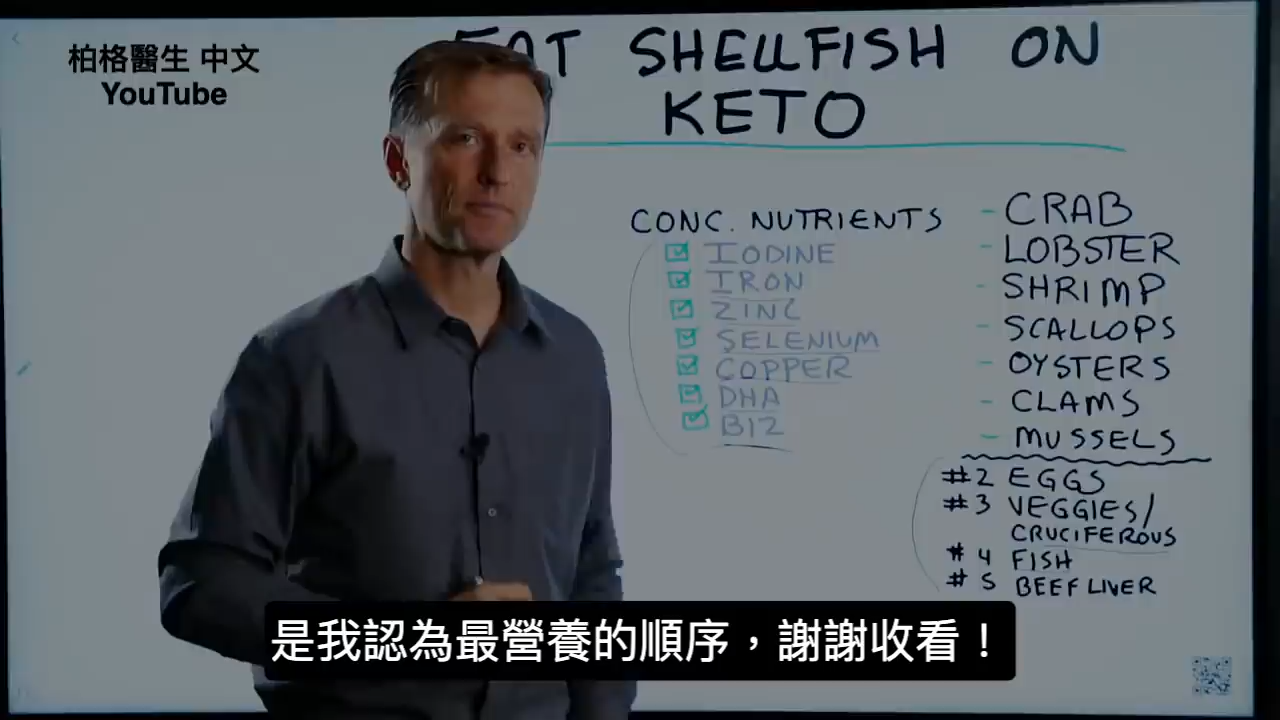 柏格醫生 中文
YouTube
EAT SHELLFISH ON
KETO
CONC. NUTRIENTS
IODINE
IRON
ZINC
SELENIUM
COPPER
DHA
B12
- CRAB
- LOBSTER
- SHRIMP
- SCALLOPS
- OYSTERS
- CLAMS
- MUSSELS
#2 EGGS
#3 VEGGIES/
CRUCIFEROUS
#4 FISH
#5 BEEF LIVER
是我認為最營養的順序，謝謝收看！